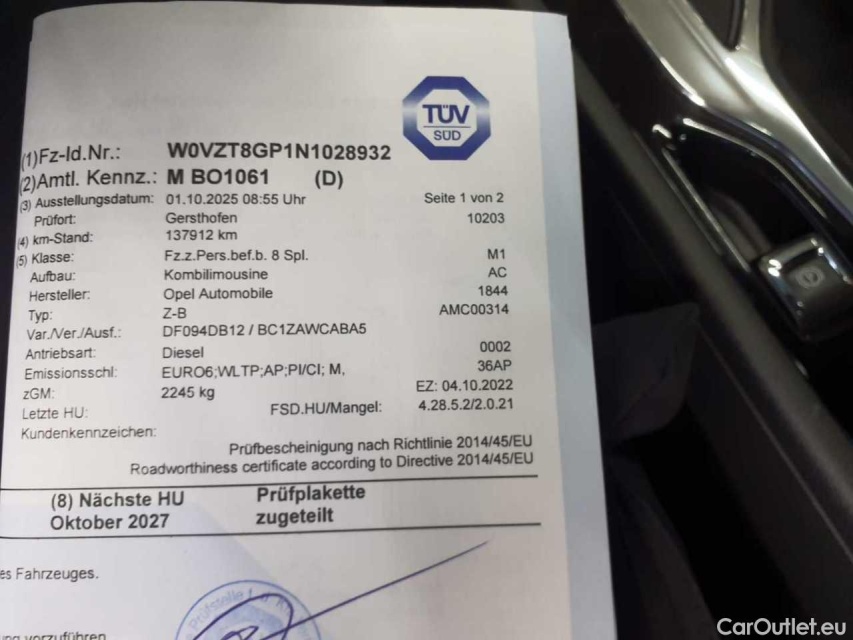 TÜV
SÜD
(1)Fz-Id.Nr.: W0VZT8GP1N1028932
(2)Amtl. Kennz.: M BO1061 (D)
(3) Ausstellungsdatum: 01.10.2025 08:55 Uhr Seite 1 von 2
Prüfort: Gersthofen 10203
(4) km-Stand: 137912 km
(5) Klasse: Fz.z.Pers.bef.b. 8 Spl. M1
Aufbau: Kombilimousine AC
Hersteller: Opel Automobile 1844
Typ: Z-B AMC00314
Var./Ver./Ausf.: DF094DB12 / BC1ZAWCABA5
Antriebsart: Diesel 0002
Emissionsschl: EURO6;WLTP;AP;PI/CI; M, 36AP
zGM: 2245 kg EZ: 04.10.2022
Letzte HU: FSD.HU/Mangel: 4.28.5.2/2.0.21
Kundenkennzeichen:
Prüfbescheinigung nach Richtlinie 2014/45/EU
Roadworthiness certificate according to Directive 2014/45/EU
(8) Nächste HU Prüfplakette
Oktober 2027 zugeteilt
es Fahrzeuges.
Prüfstelle
vorzuführen
CarOutlet.eu